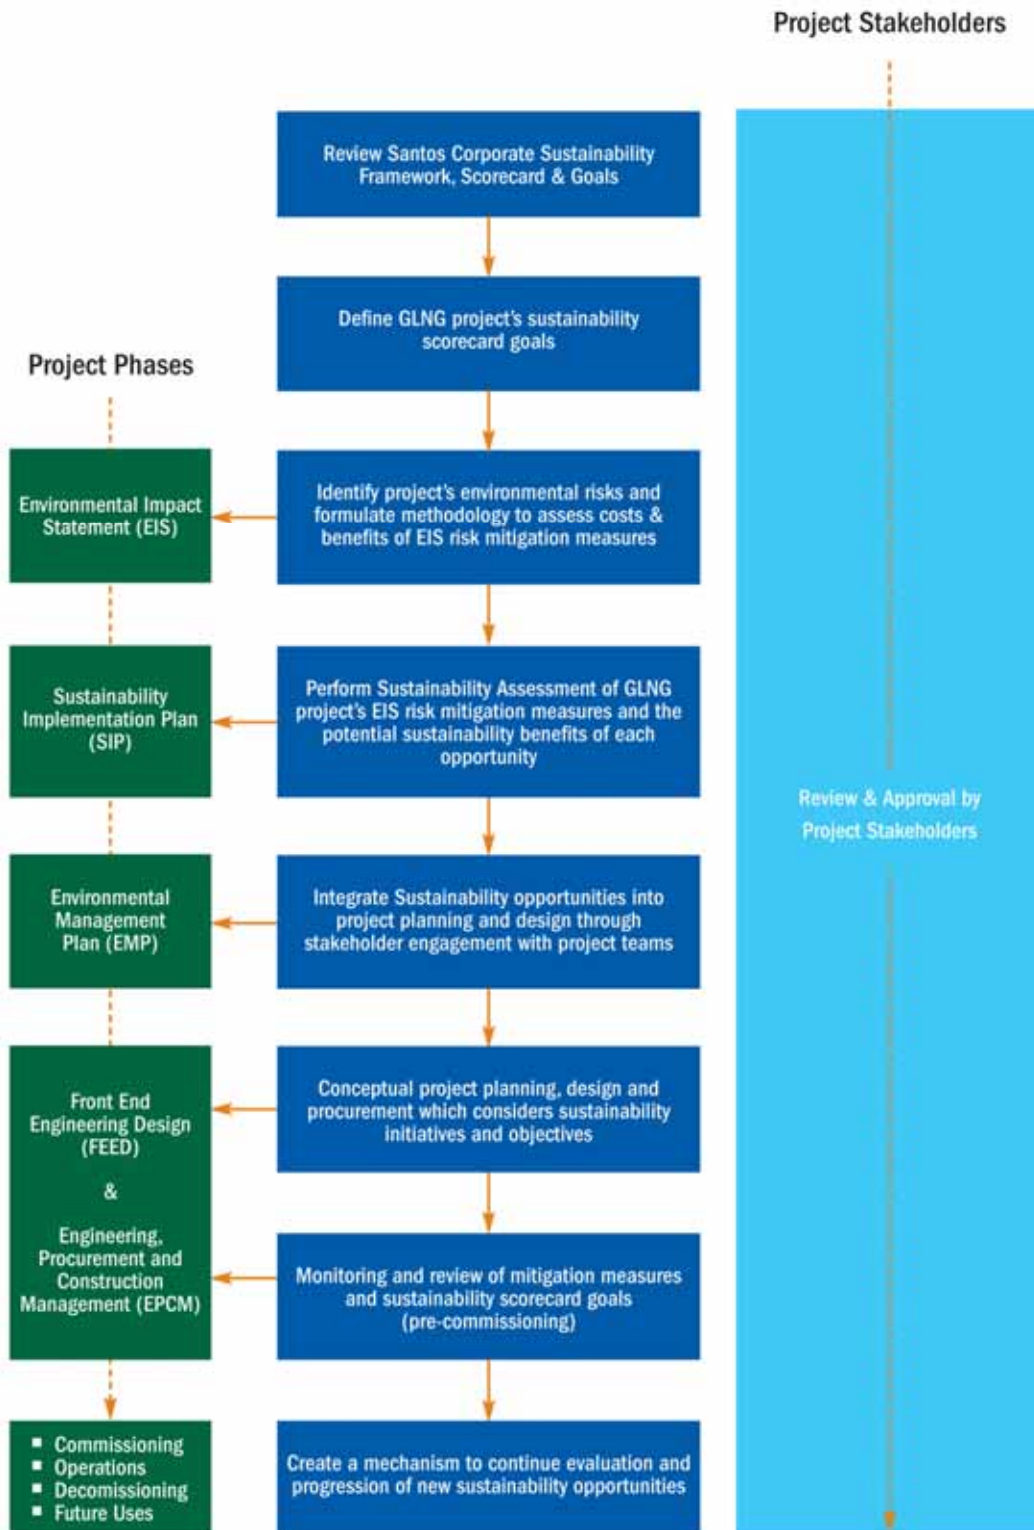 Project Stakeholders
Review Santos Corporate Sustainability
Framework, Scorecard & Goals
Define GLNG project's sustainability
scorecard goals
Project Phases
Environmental Impact
Statement (EIS)
Identify project's environmental risks and
formulate methodology to assess costs &
benefits of EIS risk mitigation measures
Sustainability
Implementation Plan
(SIP)
Perform Sustainability Assessment of GLNG
project's EIS risk mitigation measures and the
potential sustainability benefits of each
opportunity
Review & Approval by
Project Stakeholders
Environmental
Management
Plan (EMP)
Integrate Sustainability opportunities into
project planning and design through
stakeholder engagement with project teams
Front End
Engineering Design
(FEED)
&
Engineering,
Procurement and
Construction
Management (EPCM)
Conceptual project planning, design and
procurement which considers sustainability
initiatives and objectives
Monitoring and review of mitigation measures
and sustainability scorecard goals
(pre-commissioning)
▪ Commissioning
▪ Operations
▪ Decomissioning
▪ Future Uses
Create a mechanism to continue evaluation and
progression of new sustainability opportunities